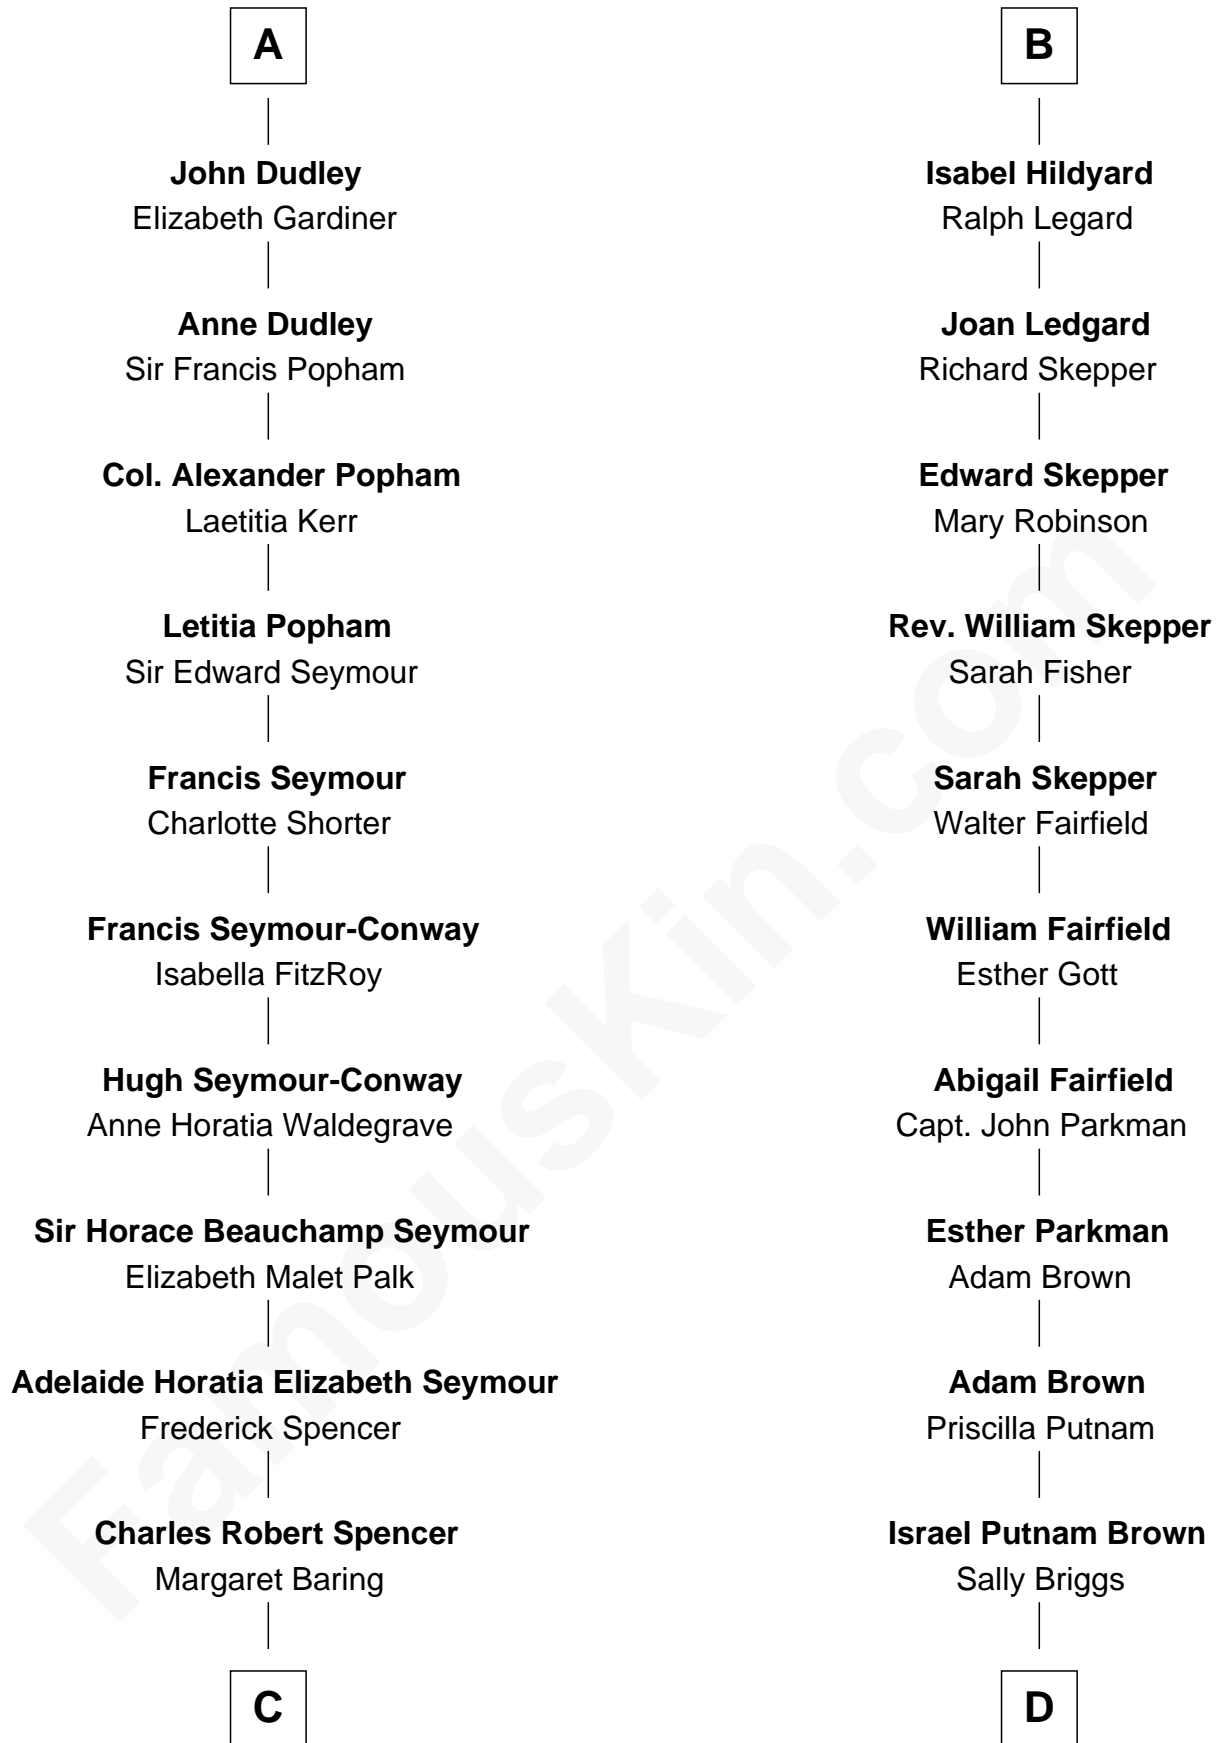 A
John Dudley
Elizabeth Gardiner
Anne Dudley
Sir Francis Popham
Col. Alexander Popham
Laetitia Kerr
Letitia Popham
Sir Edward Seymour
Francis Seymour
Charlotte Shorter
Francis Seymour-Conway
Isabella FitzRoy
Hugh Seymour-Conway
Anne Horatia Waldegrave
Sir Horace Beauchamp Seymour
Elizabeth Malet Palk
Adelaide Horatia Elizabeth Seymour
Frederick Spencer
Charles Robert Spencer
Margaret Baring
C
B
Isabel Hildyard
Ralph Legard
Joan Ledgard
Richard Skepper
Edward Skepper
Mary Robinson
Rev. William Skepper
Sarah Fisher
Sarah Skepper
Walter Fairfield
William Fairfield
Esther Gott
Abigail Fairfield
Capt. John Parkman
Esther Parkman
Adam Brown
Adam Brown
Priscilla Putnam
Israel Putnam Brown
Sally Briggs
D
FamousKin.com